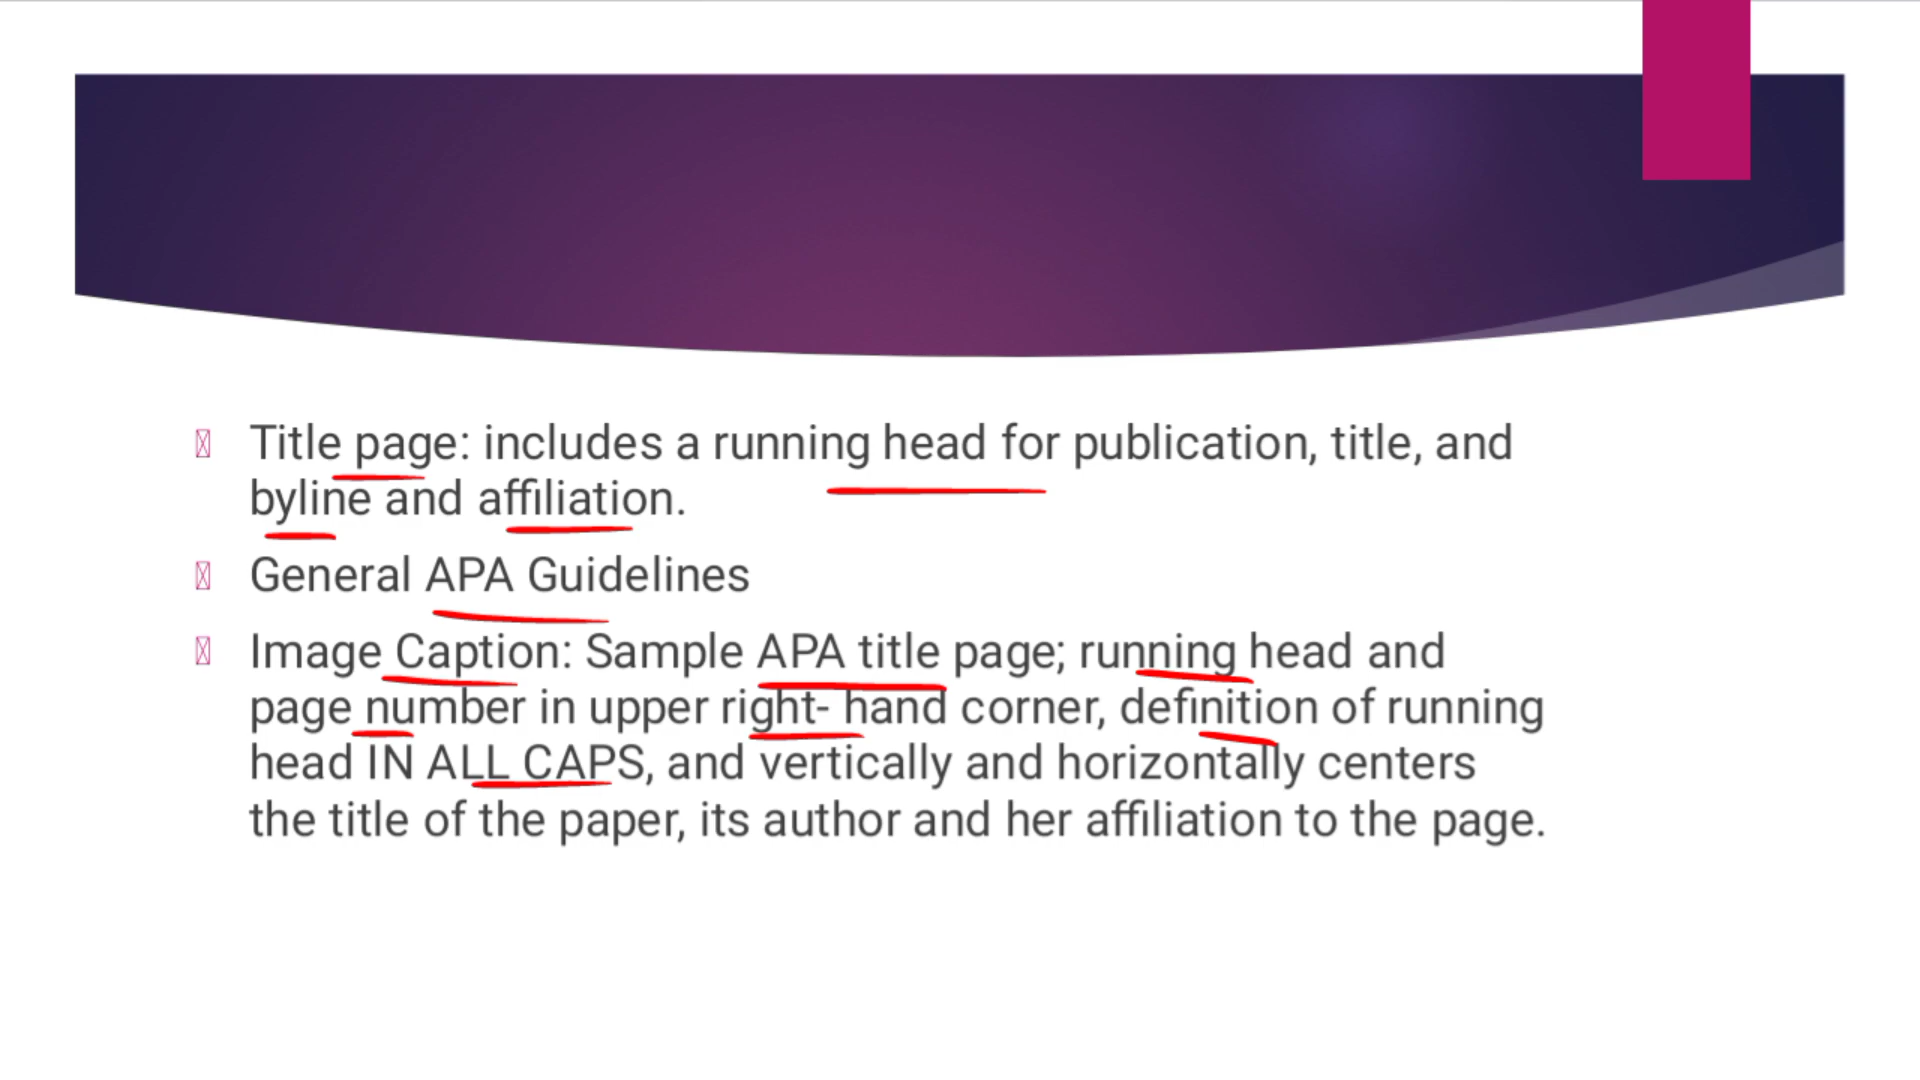 Title page: includes a running head for publication, title, and
byline and affiliation.
General APA Guidelines
Image Caption: Sample APA title page; running head and
page number in upper right- hand corner, definition of running
head IN ALL CAPS, and vertically and horizontally centers
the title of the paper, its author and her affiliation to the page.